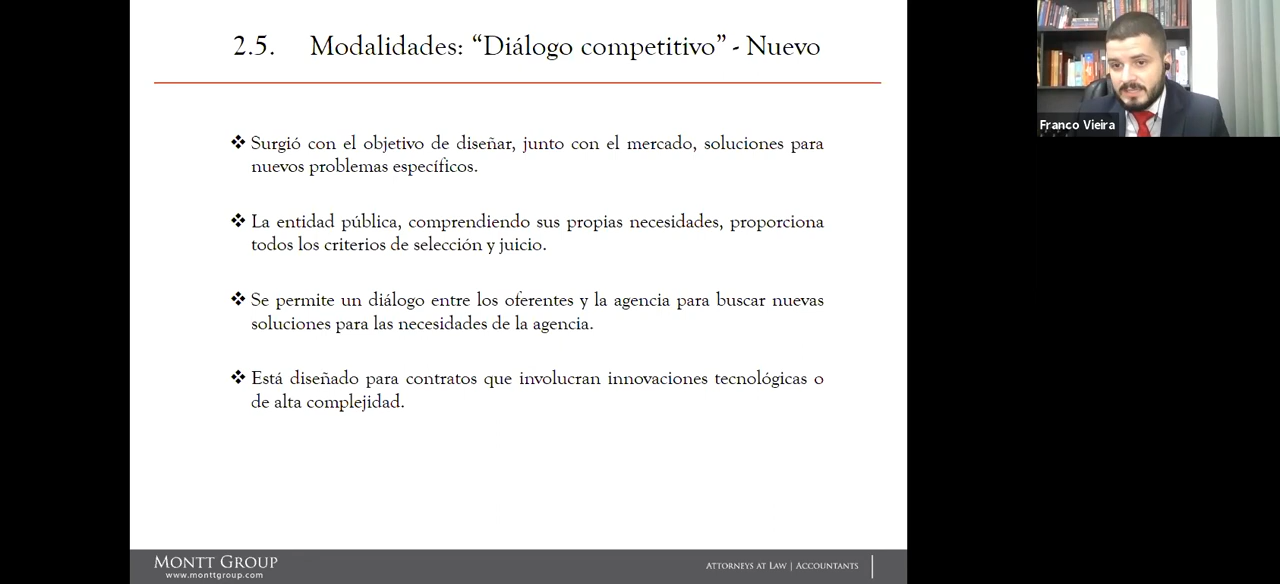 2.5. Modalidades: “Diálogo competitivo” - Nuevo
❖ Surgió con el objetivo de diseñar, junto con el mercado, soluciones para
nuevos problemas específicos.
❖ La entidad pública, comprendiendo sus propias necesidades, proporciona
todos los criterios de selección y juicio.
❖ Se permite un diálogo entre los oferentes y la agencia para buscar nuevas
soluciones para las necesidades de la agencia.
❖ Está diseñado para contratos que involucran innovaciones tecnológicas o
de alta complejidad.
Montt Group
www.monttgroup.com
Attorneys at Law | Accountants
Franco Vieira